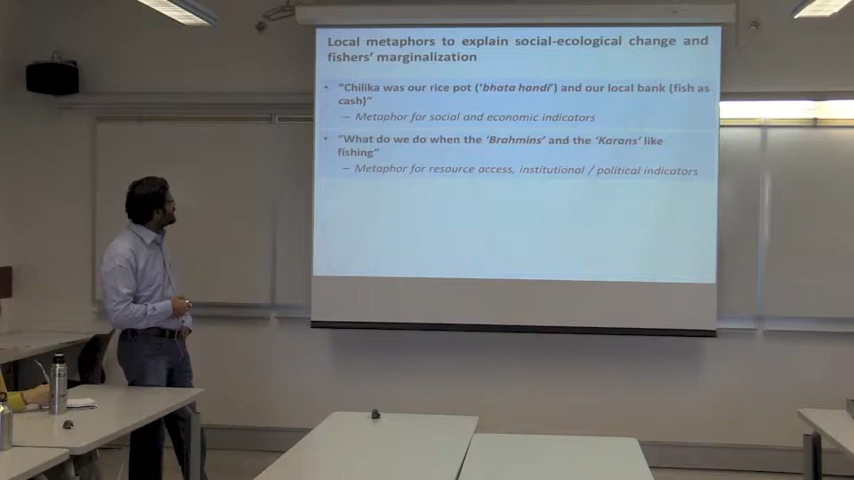 Local metaphors to explain social-ecological change and
fishers' marginalization
• "Chilika was our rice pot ('bhata handi') and our local bank (fish as
cash)"
– Metaphor for social and economic indicators
• "What do we do when the 'Brahmins' and the 'Karans' like
fishing"
– Metaphor for resource access, institutional / political indicators